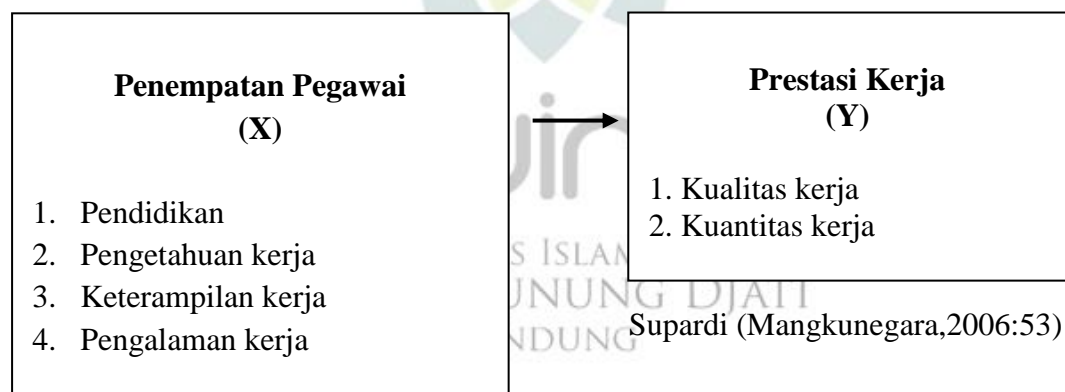 Penempatan Pegawai
(X)
1. Pendidikan
2. Pengetahuan kerja
3. Keterampilan kerja
4. Pengalaman kerja
Prestasi Kerja
(Y)
1. Kualitas kerja
2. Kuantitas kerja
Supardi (Mangkunegara,2006:53)